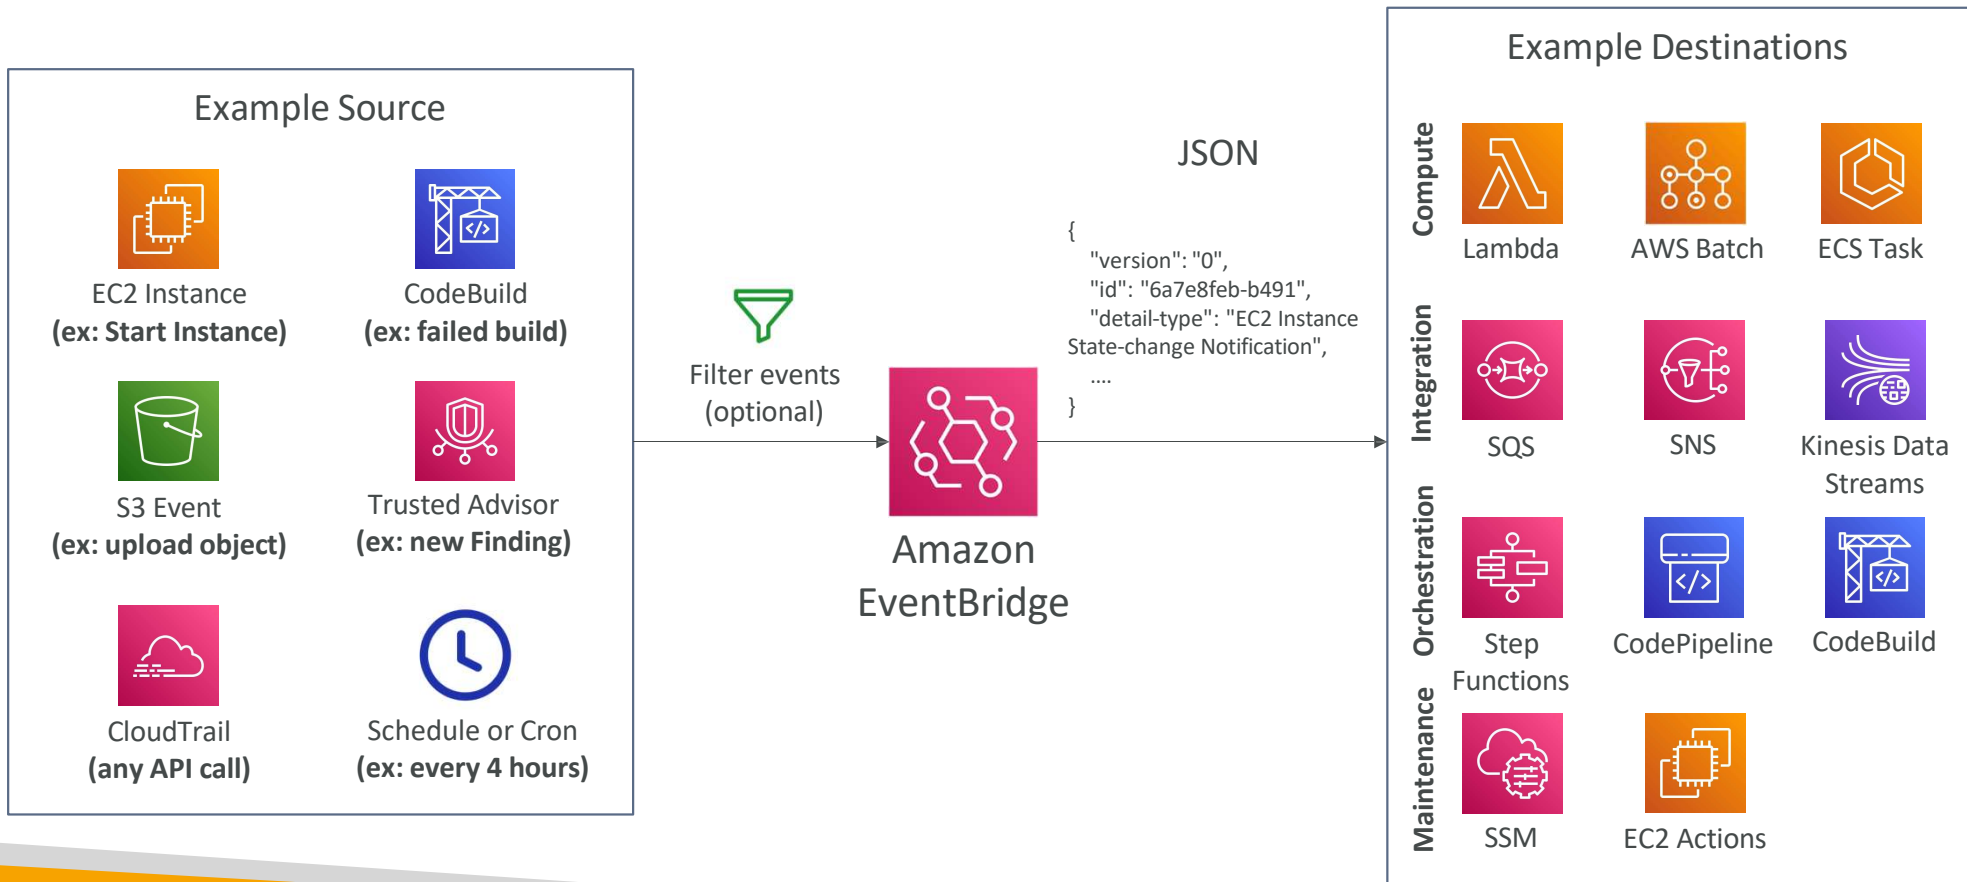 Example Source
EC2 Instance
(ex: Start Instance)
CodeBuild
(ex: failed build)
S3 Event
(ex: upload object)
Trusted Advisor
(ex: new Finding)
CloudTrail
(any API call)
Schedule or Cron
(ex: every 4 hours)
Filter events
(optional)
Amazon
EventBridge
JSON
{
"version": "0",
"id": "6a7e8feb-b491",
"detail-type": "EC2 Instance
State-change Notification",
....
}
Example Destinations
Compute
Lambda
AWS Batch
ECS Task
Integration
SQS
SNS
Kinesis Data
Streams
Orchestration
Step
Functions
CodePipeline
CodeBuild
Maintenance
SSM
EC2 Actions